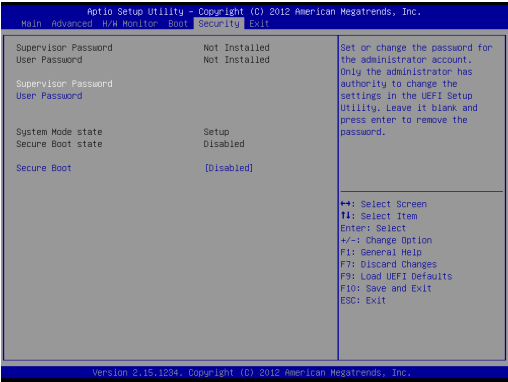 Aptio Setup Utility - Copyright (C) 2012 American Megatrends, Inc.
Main Advanced H/W Monitor Boot Security Exit
Supervisor Password Not Installed
User Password Not Installed
Supervisor Password
User Password
System Mode state Setup
Secure Boot state Disabled
Secure Boot [Disabled]
Set or change the password for
the administrator account.
Only the administrator has
authority to change the
settings in the UEFI Setup
Utility. Leave it blank and
press enter to remove the
password.
↔: Select Screen
↑↓: Select Item
Enter: Select
+/-: Change Option
F1: General Help
F7: Discard Changes
F9: Load UEFI Defaults
F10: Save and Exit
ESC: Exit
Version 2.15.1234. Copyright (C) 2012 American Megatrends, Inc.